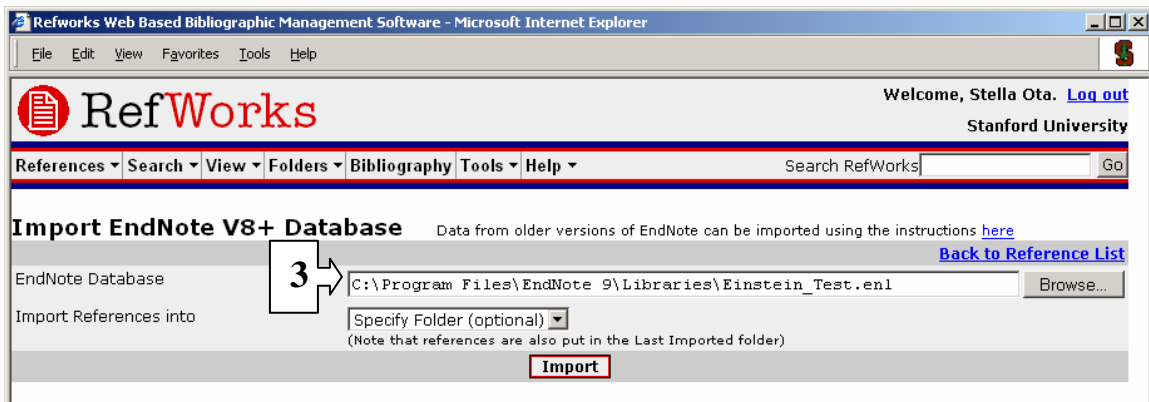 Refworks Web Based Bibliographic Management Software - Microsoft Internet Explorer
File Edit View Favorites Tools Help
RefWorks
Welcome, Stella Ota. Log out
Stanford University
References Search View Folders Bibliography Tools Help Search RefWorks Go
Import EndNote V8+ Database Data from older versions of EndNote can be imported using the instructions here
Back to Reference List
EndNote Database 3 C:\Program Files\EndNote 9\Libraries\Einstein_Test.enl Browse...
Import References into Specify Folder (optional)
(Note that references are also put in the Last Imported folder)
Import